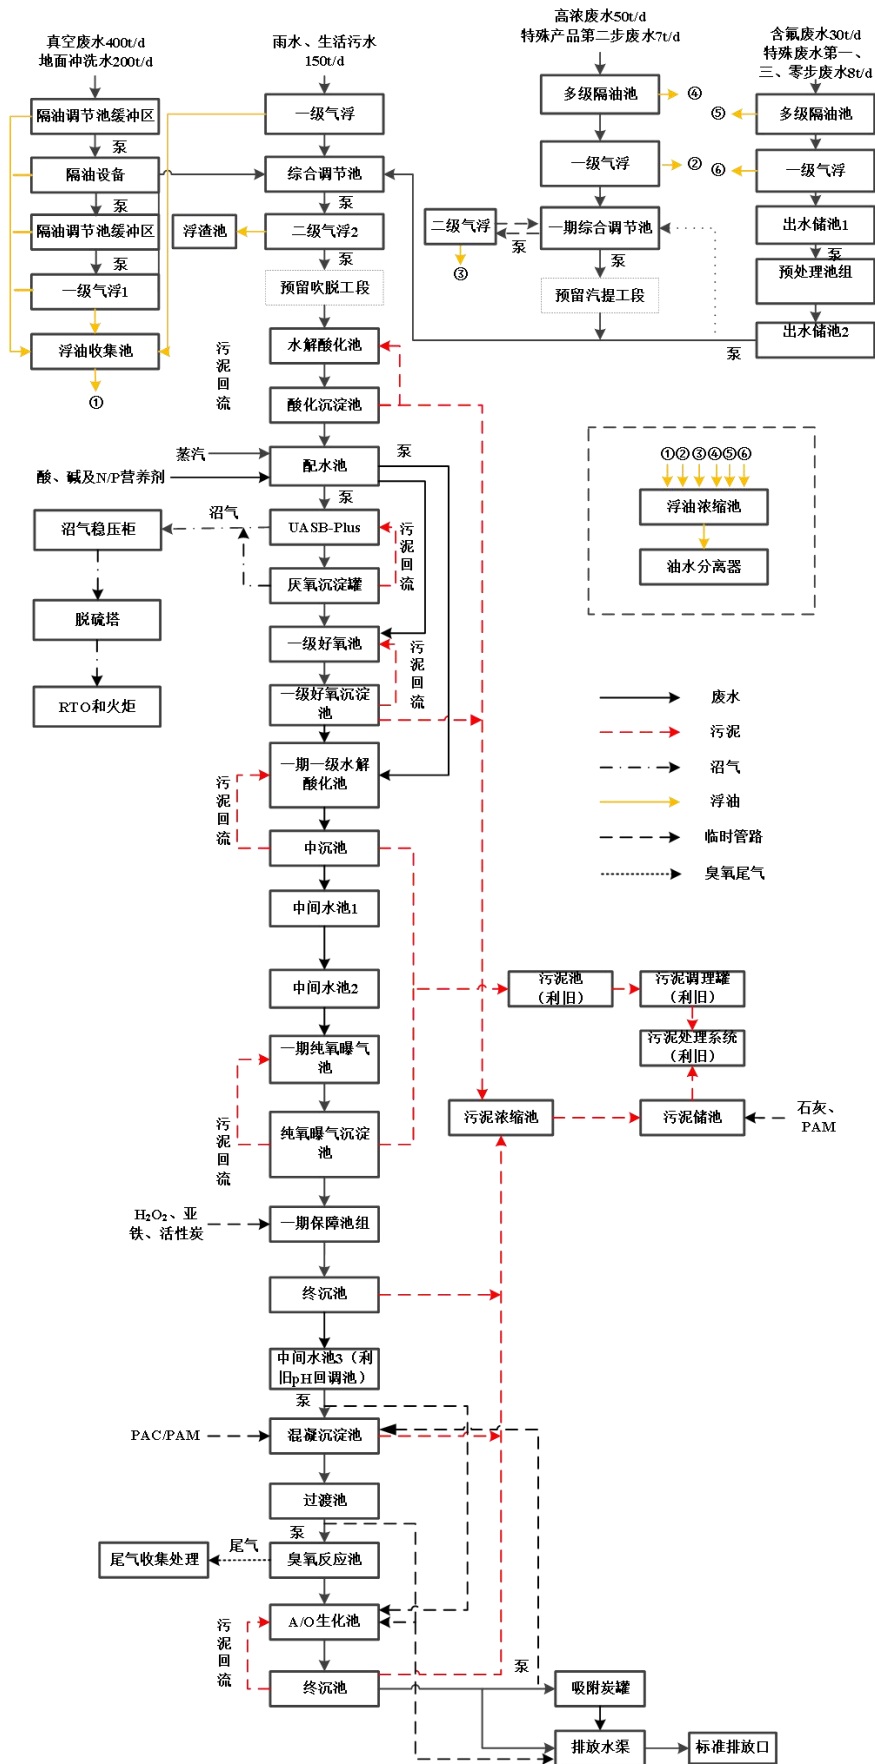 真空废水400t/d
地面冲洗水200t/d
雨水、生活污水
150t/d
高浓废水50t/d
特殊产品第二步废水7t/d
含氟废水30t/d
特殊废水第一、
三、零步废水8t/d
隔油调节池缓冲区
泵
隔油设备
泵
隔油调节池缓冲区
泵
一级气浮1
浮油收集池
①
一级气浮
综合调节池
泵
浮渣池
二级气浮2
泵
预留吹脱工段
多级隔油池
④
一级气浮
②
二级气浮
③
泵
一期综合调节池
泵
预留汽提工段
⑤
多级隔油池
⑥
一级气浮
出水储池1
泵
预处理池组
出水储池2
泵
水解酸化池
污
泥
回
流
酸化沉淀池
蒸汽
酸、碱及N/P营养剂
配水池
泵
泵
沼气稳压柜
沼气
UASB-Plus
污
泥
回
流
厌氧沉淀罐
脱硫塔
RTO和火炬
一级好氧池
污
泥
回
流
一级好氧沉淀
池
①②③④⑤⑥
浮油浓缩池
油水分离器
废水
污泥
沼气
浮油
临时管路
臭氧尾气
一期一级水解
酸化池
污
泥
回
流
中沉池
中间水池1
中间水池2
一期纯氧曝气
池
污
泥
回
流
纯氧曝气沉淀
池
污泥池
（利旧）
污泥调理罐
（利旧）
污泥处理系统
（利旧）
污泥浓缩池
污泥储池
石灰、
PAM
H₂O₂、亚
铁、活性炭
一期保障池组
终沉池
中间水池3（利
旧pH回调池）
泵
PAC/PAM
混凝沉淀池
过渡池
泵
尾气收集处理
尾气
臭氧反应池
A/O生化池
污
泥
回
流
终沉池
泵
吸附炭罐
排放水渠
标准排放口